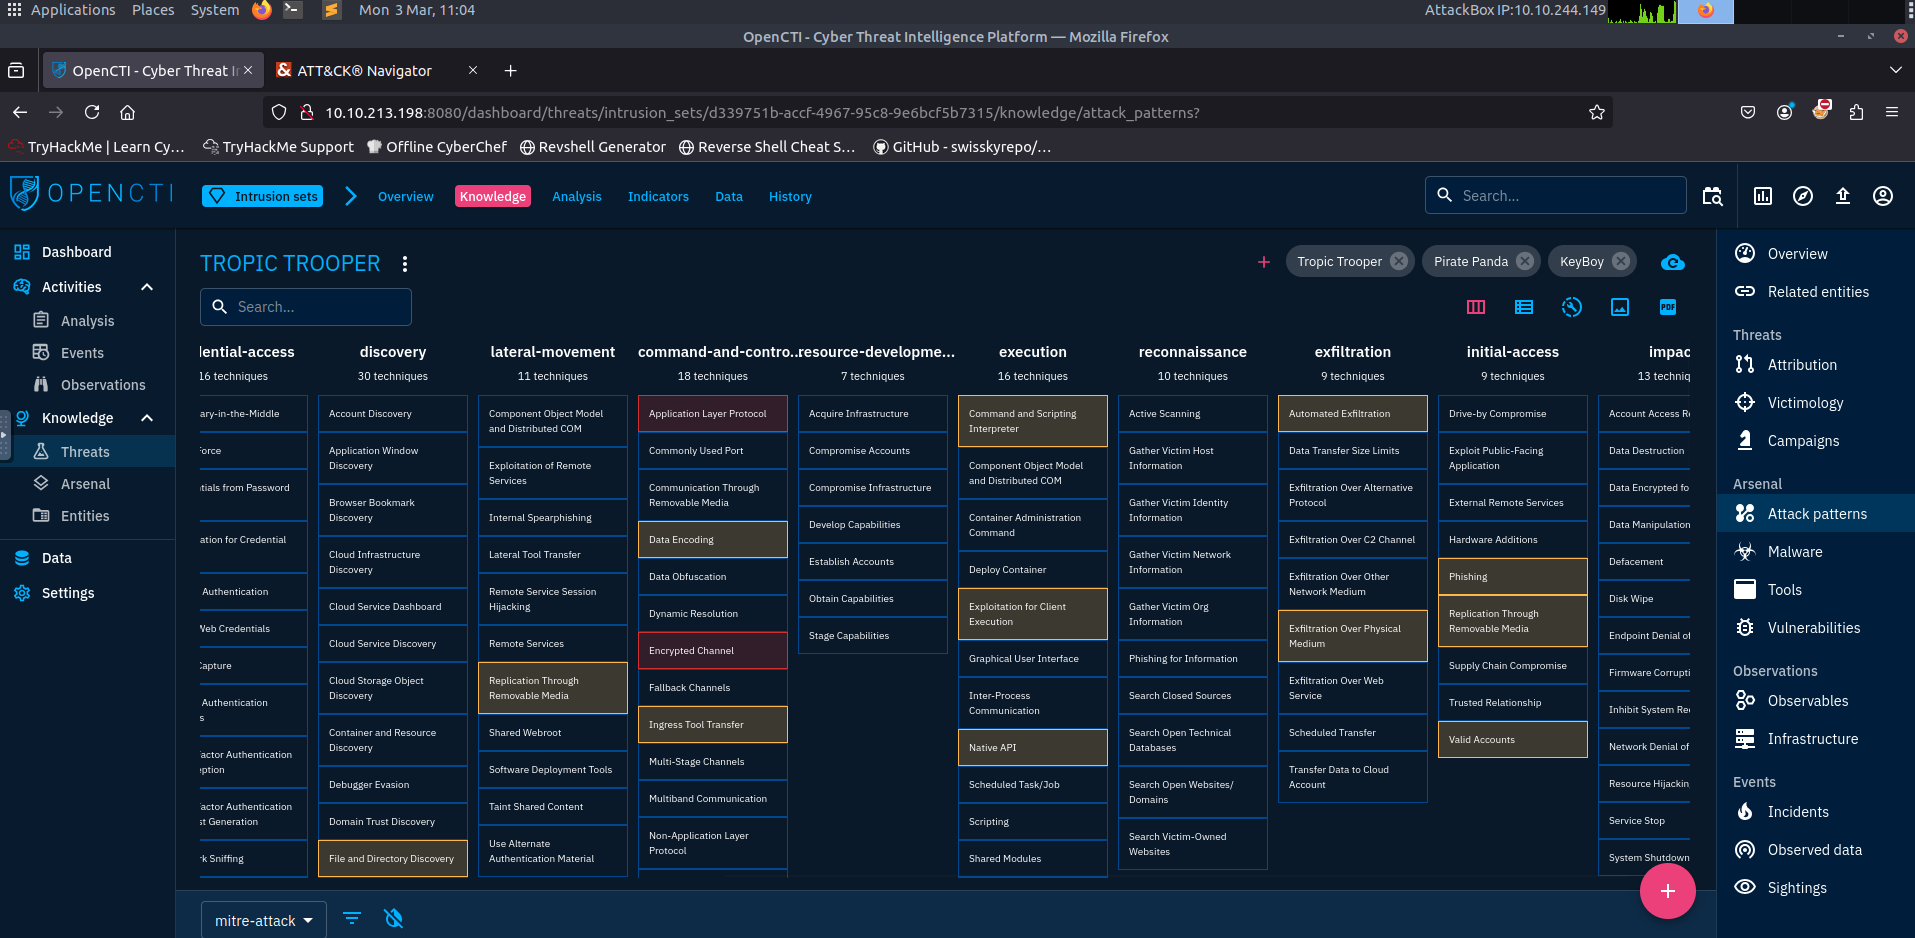 Applications Places System Mon 3 Mar, 11:04 AttackBox IP:10.10.244.149
OpenCTI - Cyber Threat Intelligence Platform — Mozilla Firefox
OpenCTI - Cyber Threat In ATT&CK® Navigator
10.10.213.198:8080/dashboard/threats/intrusion_sets/d339751b-accf-4967-95c8-9e6bcf5b7315/knowledge/attack_patterns?
TryHackMe | Learn Cy... TryHackMe Support Offline CyberChef Revshell Generator Reverse Shell Cheat S... GitHub - swisskyrepo/...
OPENCTI Intrusion sets Overview Knowledge Analysis Indicators Data History Search...
Dashboard
Activities
Analysis
Events
Observations
Knowledge
Threats
Arsenal
Entities
Data
Settings
TROPIC TROOPER Tropic Trooper Pirate Panda KeyBoy
Search... PDF
dential-access
16 techniques
ary-in-the-Middle
orce
ntials from Password
ation for Credential
Authentication
Web Credentials
Capture
Authentication
s
actor Authentication
eption
actor Authentication
st Generation
rk Sniffing
discovery
30 techniques
Account Discovery
Application Window
Discovery
Browser Bookmark
Discovery
Cloud Infrastructure
Discovery
Cloud Service Dashboard
Cloud Service Discovery
Cloud Storage Object
Discovery
Container and Resource
Discovery
Debugger Evasion
Domain Trust Discovery
File and Directory Discovery
lateral-movement
11 techniques
Component Object Model
and Distributed COM
Exploitation of Remote
Services
Internal Spearphishing
Lateral Tool Transfer
Remote Service Session
Hijacking
Remote Services
Replication Through
Removable Media
Shared Webroot
Software Deployment Tools
Taint Shared Content
Use Alternate
Authentication Material
command-and-contro...
18 techniques
Application Layer Protocol
Commonly Used Port
Communication Through
Removable Media
Data Encoding
Data Obfuscation
Dynamic Resolution
Encrypted Channel
Fallback Channels
Ingress Tool Transfer
Multi-Stage Channels
Multiband Communication
Non-Application Layer
Protocol
resource-developme...
7 techniques
Acquire Infrastructure
Compromise Accounts
Compromise Infrastructure
Develop Capabilities
Establish Accounts
Obtain Capabilities
Stage Capabilities
execution
16 techniques
Command and Scripting
Interpreter
Component Object Model
and Distributed COM
Container Administration
Command
Deploy Container
Exploitation for Client
Execution
Graphical User Interface
Inter-Process
Communication
Native API
Scheduled Task/Job
Scripting
Shared Modules
reconnaissance
10 techniques
Active Scanning
Gather Victim Host
Information
Gather Victim Identity
Information
Gather Victim Network
Information
Gather Victim Org
Information
Phishing for Information
Search Closed Sources
Search Open Technical
Databases
Search Open Websites/
Domains
Search Victim-Owned
Websites
exfiltration
9 techniques
Automated Exfiltration
Data Transfer Size Limits
Exfiltration Over Alternative
Protocol
Exfiltration Over C2 Channel
Exfiltration Over Other
Network Medium
Exfiltration Over Physical
Medium
Exfiltration Over Web
Service
Scheduled Transfer
Transfer Data to Cloud
Account
initial-access
9 techniques
Drive-by Compromise
Exploit Public-Facing
Application
External Remote Services
Hardware Additions
Phishing
Replication Through
Removable Media
Supply Chain Compromise
Trusted Relationship
Valid Accounts
impac
13 techniq
Account Access Re
Data Destruction
Data Encrypted fo
Data Manipulation
Defacement
Disk Wipe
Endpoint Denial of
Firmware Corrupti
Inhibit System Rec
Network Denial of
Resource Hijackin
Service Stop
System Shutdown
mitre-attack
Overview
Related entities
Threats
Attribution
Victimology
Campaigns
Arsenal
Attack patterns
Malware
Tools
Vulnerabilities
Observations
Observables
Infrastructure
Events
Incidents
Observed data
Sightings